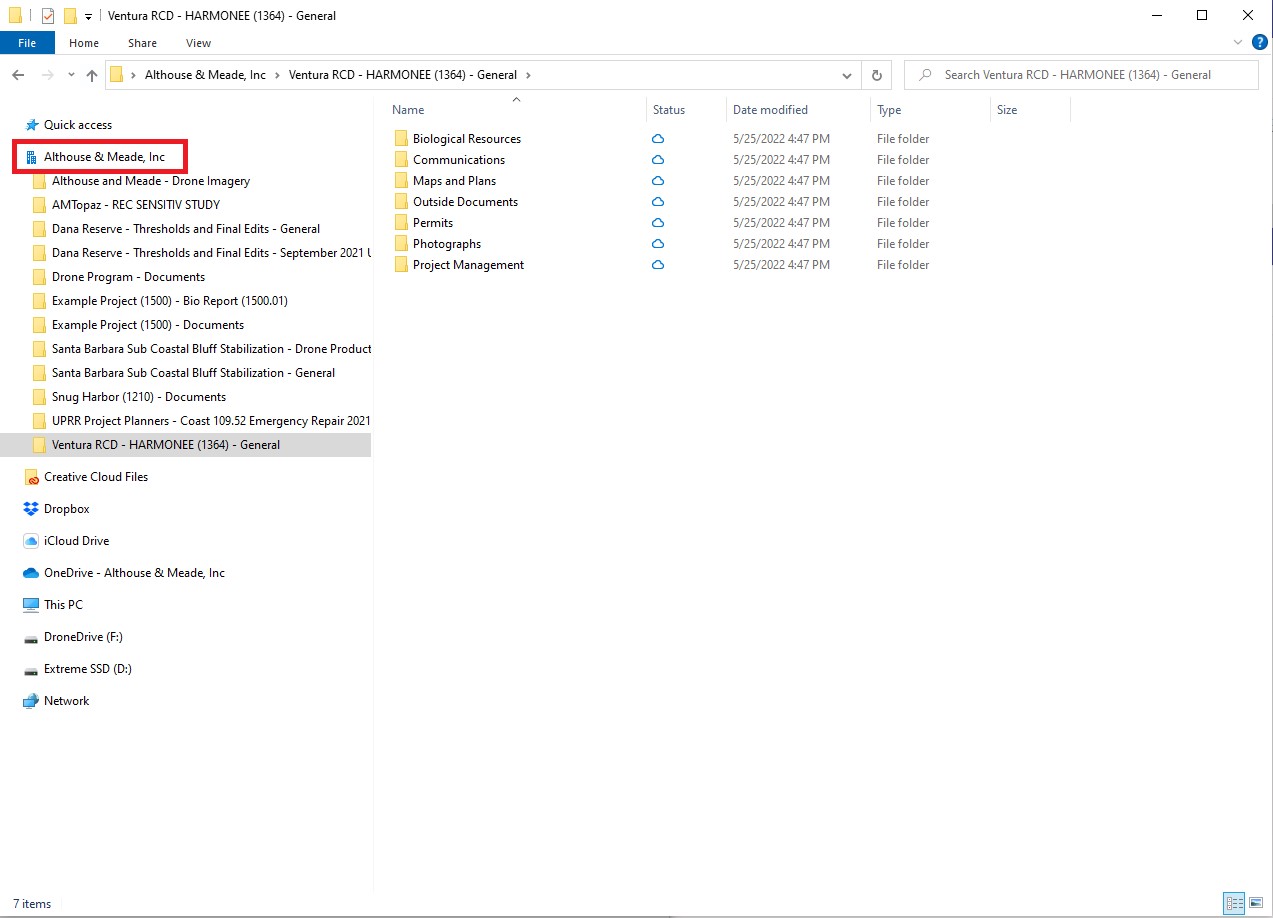 Ventura RCD - HARMONEE (1364) - General
File Home Share View
Althouse & Meade, Inc › Ventura RCD - HARMONEE (1364) - General ›
Search Ventura RCD - HARMONEE (1364) - General
Quick access
Althouse & Meade, Inc
Althouse and Meade - Drone Imagery
AMTopaz - REC SENSITIV STUDY
Dana Reserve - Thresholds and Final Edits - General
Dana Reserve - Thresholds and Final Edits - September 2021 U
Drone Program - Documents
Example Project (1500) - Bio Report (1500.01)
Example Project (1500) - Documents
Santa Barbara Sub Coastal Bluff Stabilization - Drone Product
Santa Barbara Sub Coastal Bluff Stabilization - General
Snug Harbor (1210) - Documents
UPRR Project Planners - Coast 109.52 Emergency Repair 2021
Ventura RCD - HARMONEE (1364) - General
Creative Cloud Files
Dropbox
iCloud Drive
OneDrive - Althouse & Meade, Inc
This PC
DroneDrive (F:)
Extreme SSD (D:)
Network
Name Status Date modified Type Size
Biological Resources 5/25/2022 4:47 PM File folder
Communications 5/25/2022 4:47 PM File folder
Maps and Plans 5/25/2022 4:47 PM File folder
Outside Documents 5/25/2022 4:47 PM File folder
Permits 5/25/2022 4:47 PM File folder
Photographs 5/25/2022 4:47 PM File folder
Project Management 5/25/2022 4:47 PM File folder
7 items